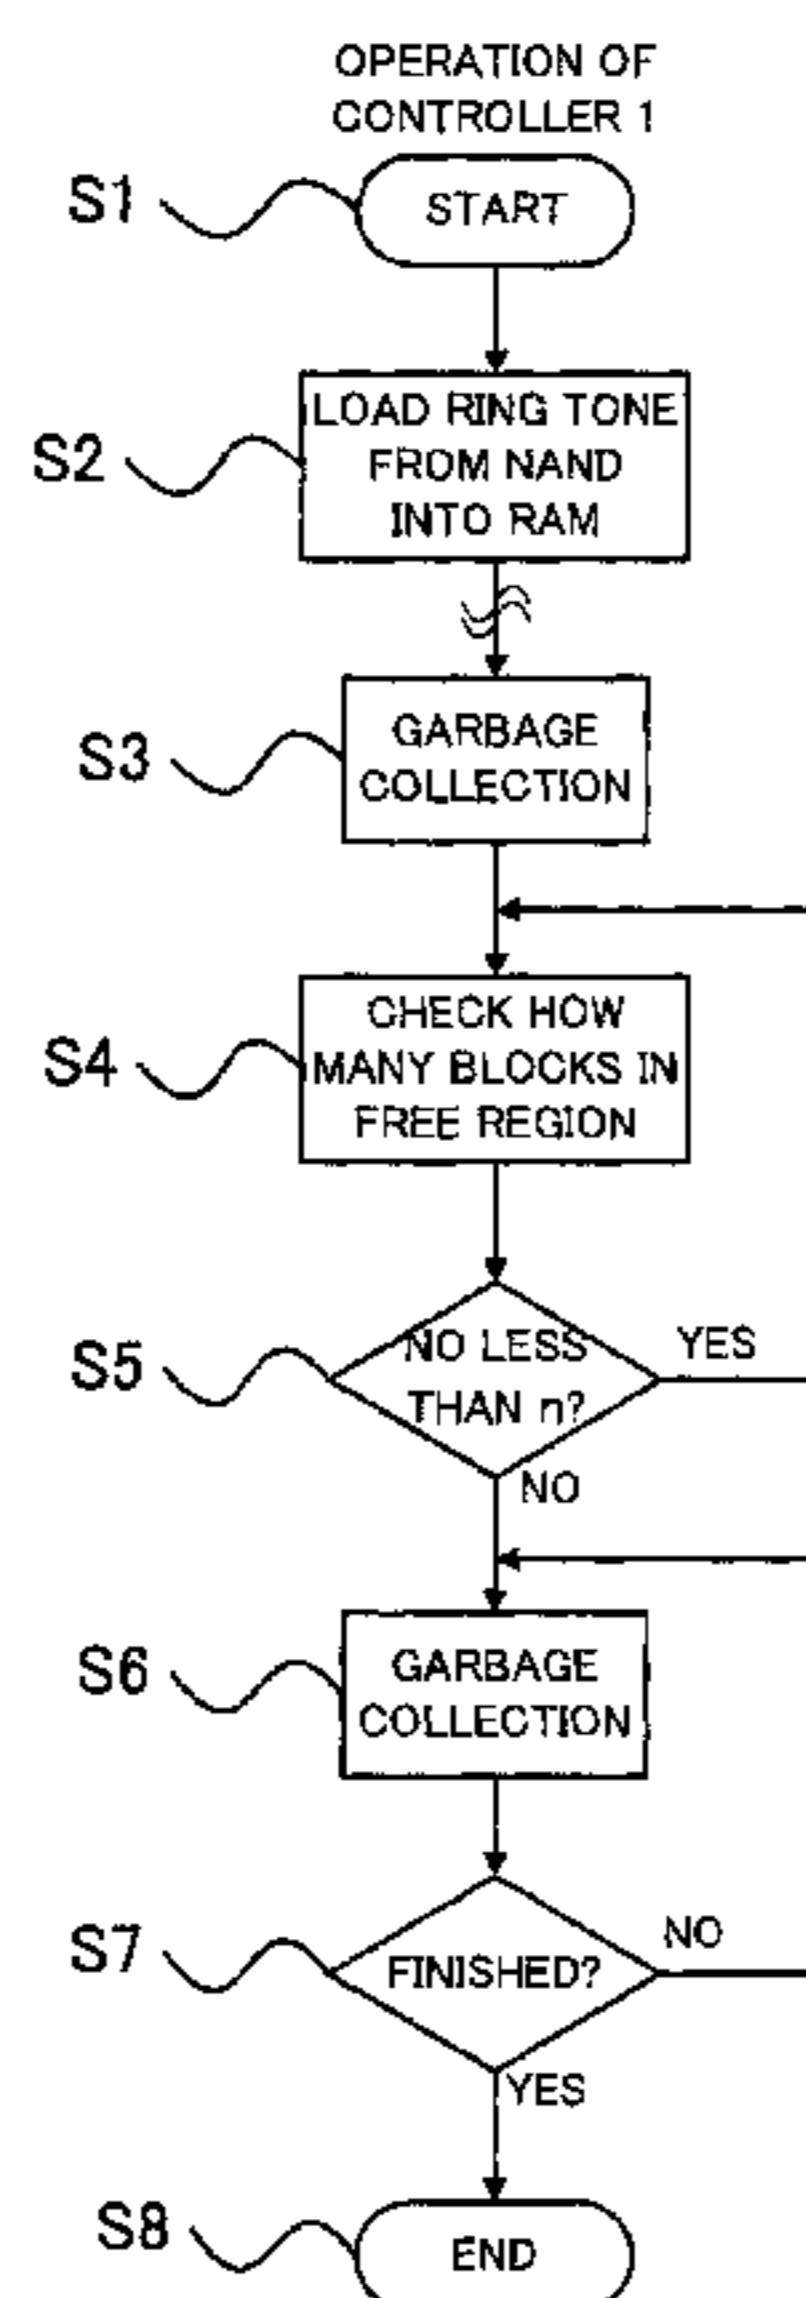 OPERATION OF
CONTROLLER 1
S1
START
S2
LOAD RING TONE
FROM NAND
INTO RAM
S3
GARBAGE
COLLECTION
S4
CHECK HOW
MANY BLOCKS IN
FREE REGION
S5
NO LESS
THAN n?
YES
NO
S6
GARBAGE
COLLECTION
S7
FINISHED?
NO
YES
S8
END